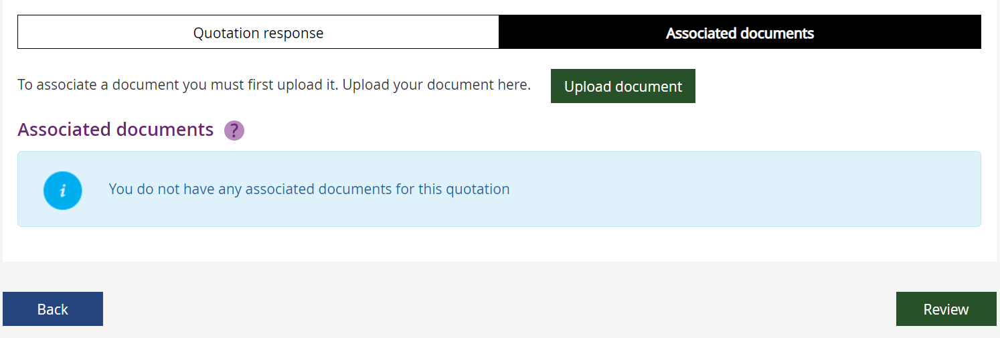 Quotation response
Associated documents
To associate a document you must first upload it. Upload your document here.
Upload document
Associated documents ?
i
You do not have any associated documents for this quotation
Back
Review